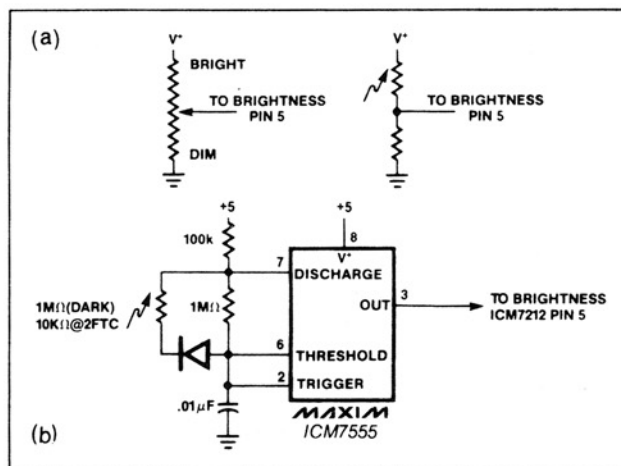 (a)
V+
BRIGHT
TO BRIGHTNESS
PIN 5
DIM
V+
TO BRIGHTNESS
PIN 5
+5
100k
+5
8
V+
7
DISCHARGE
1MΩ(DARK)
10KΩ@2FTC
1MΩ
OUT
3
TO BRIGHTNESS
ICM7212 PIN 5
6
THRESHOLD
2
TRIGGER
.01μF
MAXIM
ICM7555
(b)